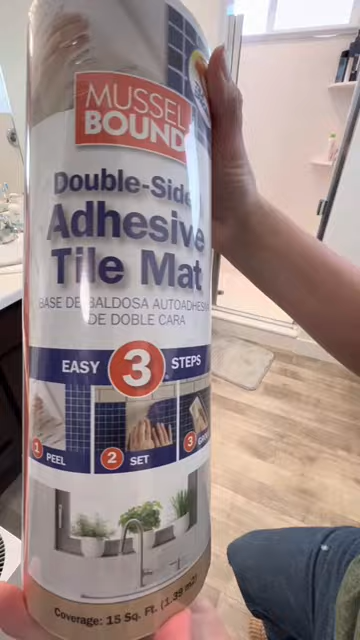 MUSSEL
BOUND
Double-Side
Adhesive
Tile Mat
BASE DE BALDOSA AUTOADHESI
DE DOBLE CARA
EASY 3 STEPS
1 PEEL
2 SET
3
Coverage: 15 Sq. Ft. (1.39 m2)